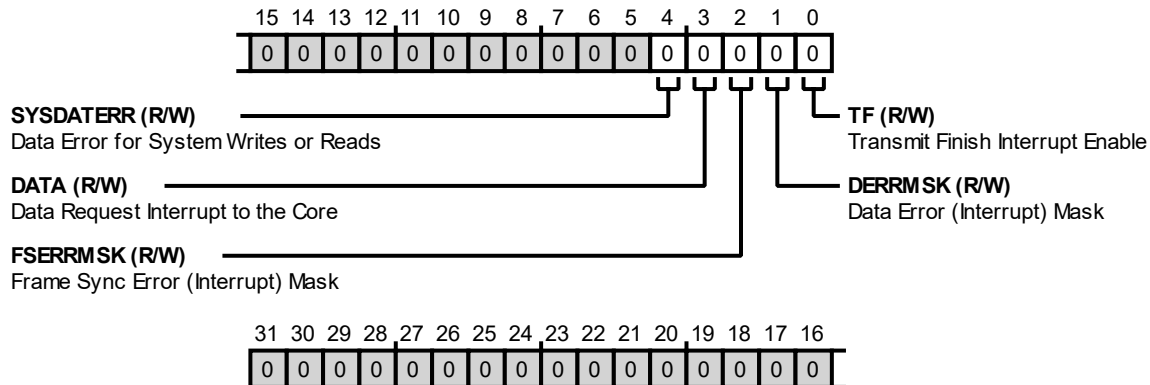 15 14 13 12 11 10 9 8 7 6 5 4 3 2 1 0
0 0 0 0 0 0 0 0 0 0 0 0 0 0 0 0
SYSDATERR (R/W)
Data Error for System Writes or Reads
TF (R/W)
Transmit Finish Interrupt Enable
DATA (R/W)
Data Request Interrupt to the Core
DERRMSK (R/W)
Data Error (Interrupt) Mask
FSERRMSK (R/W)
Frame Sync Error (Interrupt) Mask
31 30 29 28 27 26 25 24 23 22 21 20 19 18 17 16
0 0 0 0 0 0 0 0 0 0 0 0 0 0 0 0